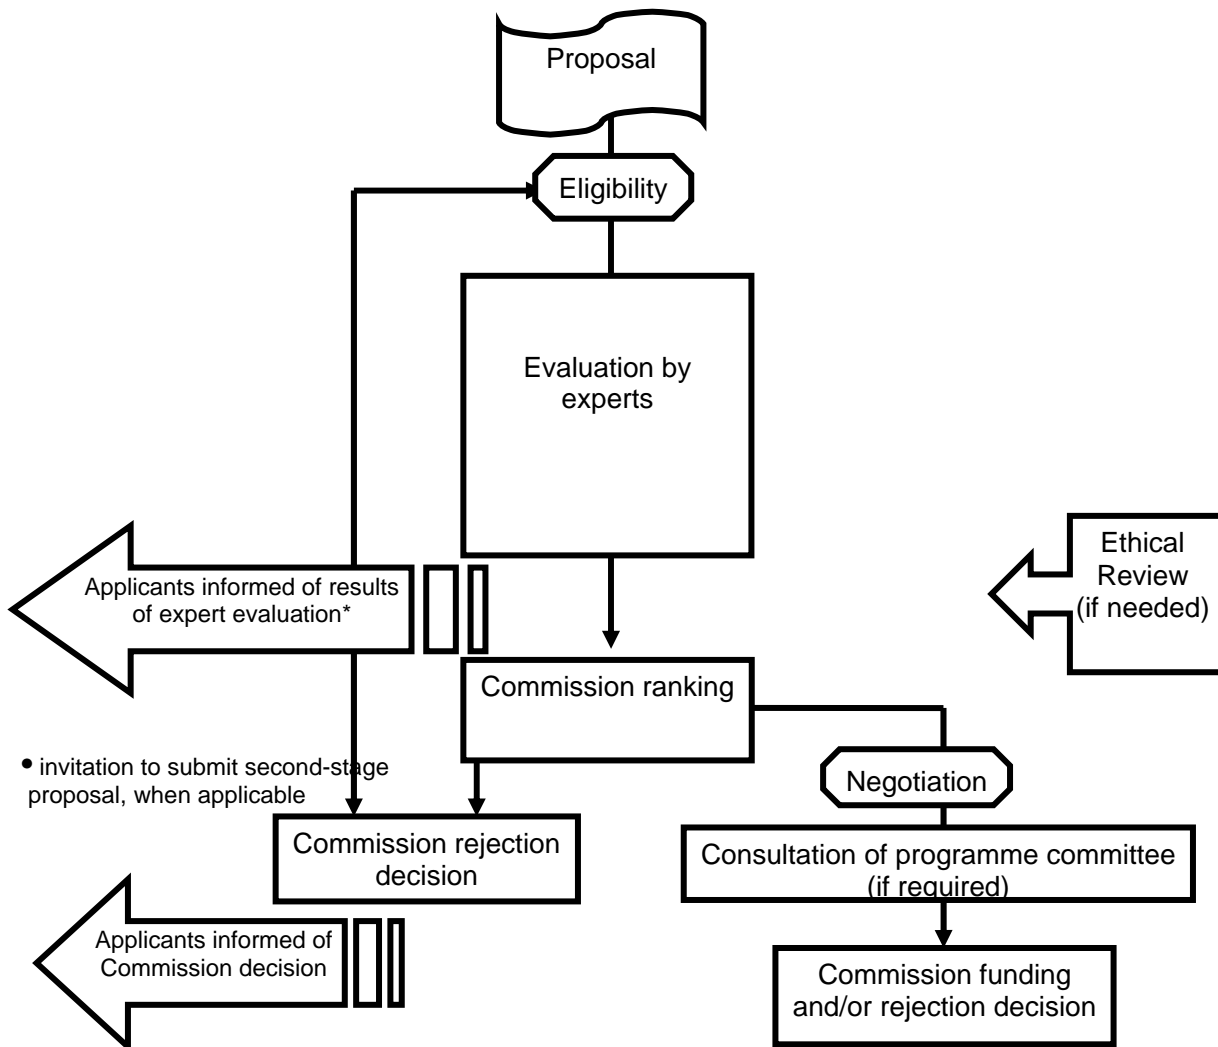 Proposal
Eligibility
Evaluation by
experts
Ethical
Review
(if needed)
Applicants informed of results
of expert evaluation*
Commission ranking
• invitation to submit second-stage
proposal, when applicable
Negotiation
Commission rejection
decision
Consultation of programme committee
(if required)
Applicants informed of
Commission decision
Commission funding
and/or rejection decision